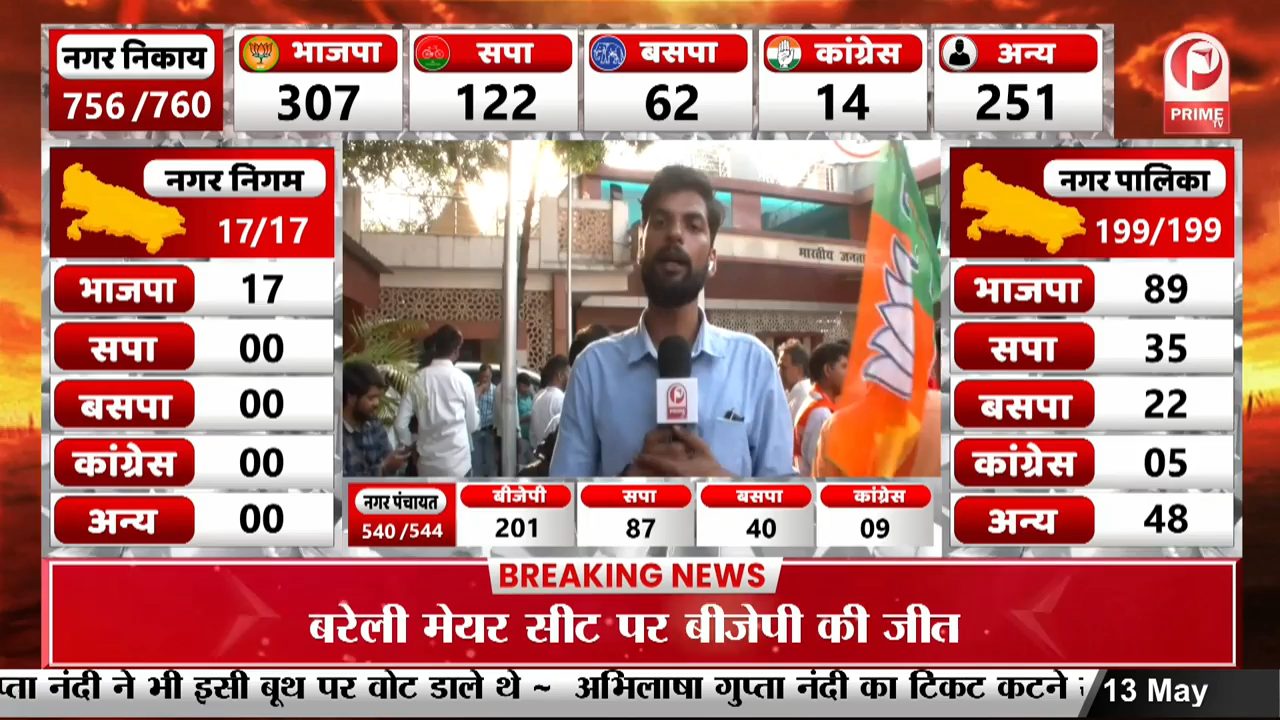 नगर निकाय
756 /760
भाजपा
307
सपा
122
बसपा
62
कांग्रेस
14
अन्य
251
PRIME
TV
नगर निगम
17/17
भाजपा 17
सपा 00
बसपा 00
कांग्रेस 00
अन्य 00
भारतीय जनता
PRIME
नगर पालिका
199/199
भाजपा 89
सपा 35
बसपा 22
कांग्रेस 05
अन्य 48
नगर पंचायत
540 /544
बीजेपी
201
सपा
87
बसपा
40
कांग्रेस
09
BREAKING NEWS
बरेली मेयर सीट पर बीजेपी की जीत
नंदी ने भी इसी बूथ पर वोट डाले थे ~ अभिलाषा गुप्ता नंदी का टिकट कटने
13 May